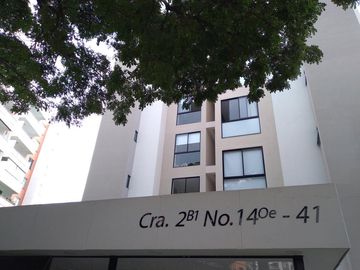 Cra. 2ᴮ¹ No.14ᴼᵉ - 41